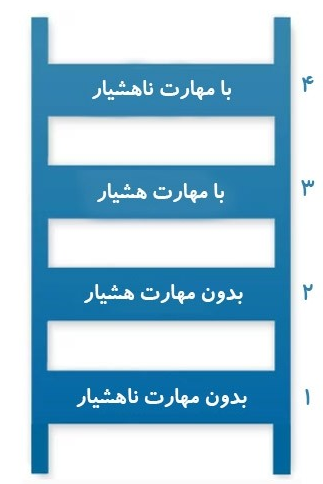 با مهارت ناهشیار ۴
با مهارت هشیار ۳
بدون مهارت هشیار ۲
بدون مهارت ناهشیار ۱